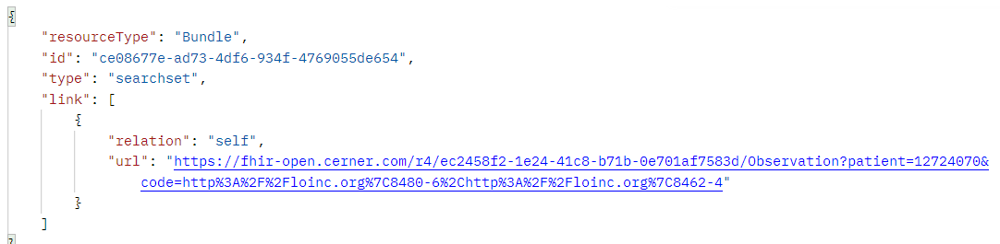 {
"resourceType": "Bundle",
"id": "ce08677e-ad73-4df6-934f-4769055de654",
"type": "searchset",
"link": [
{
"relation": "self",
"url": "https://fhir-open.cerner.com/r4/ec2458f2-1e24-41c8-b71b-0e701af7583d/Observation?patient=12724070&
code=http%3A%2F%2Floinc.org%7C8480-6%2Chttp%3A%2F%2Floinc.org%7C8462-4"
}
]